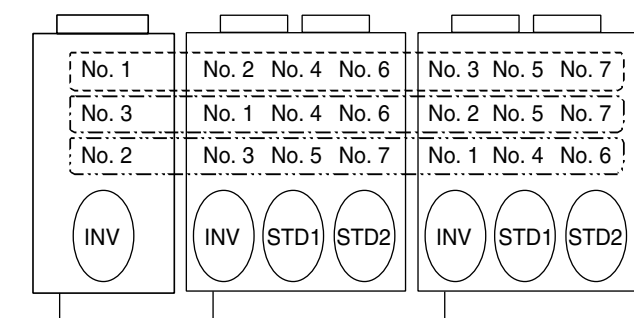 No. 1 No. 2 No. 4 No. 6 No. 3 No. 5 No. 7
No. 3 No. 1 No. 4 No. 6 No. 2 No. 5 No. 7
No. 2 No. 3 No. 5 No. 7 No. 1 No. 4 No. 6
INV INV STD1 STD2 INV STD1 STD2